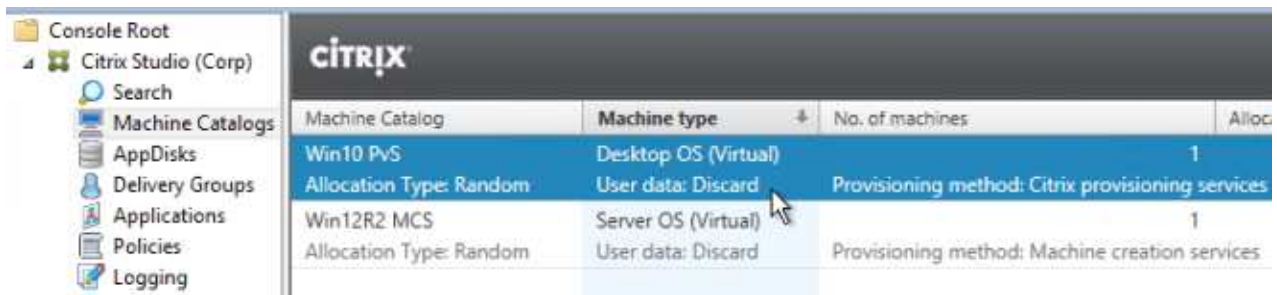 Console Root
Citrix Studio (Corp)
Search
Machine Catalogs
AppDisks
Delivery Groups
Applications
Policies
Logging
CITRIX
Machine Catalog Machine type No. of machines Alloc
Win10 PvS Desktop OS (Virtual) 1
Allocation Type: Random User data: Discard Provisioning method: Citrix provisioning services
Win12R2 MCS Server OS (Virtual) 1
Allocation Type: Random User data: Discard Provisioning method: Machine creation services